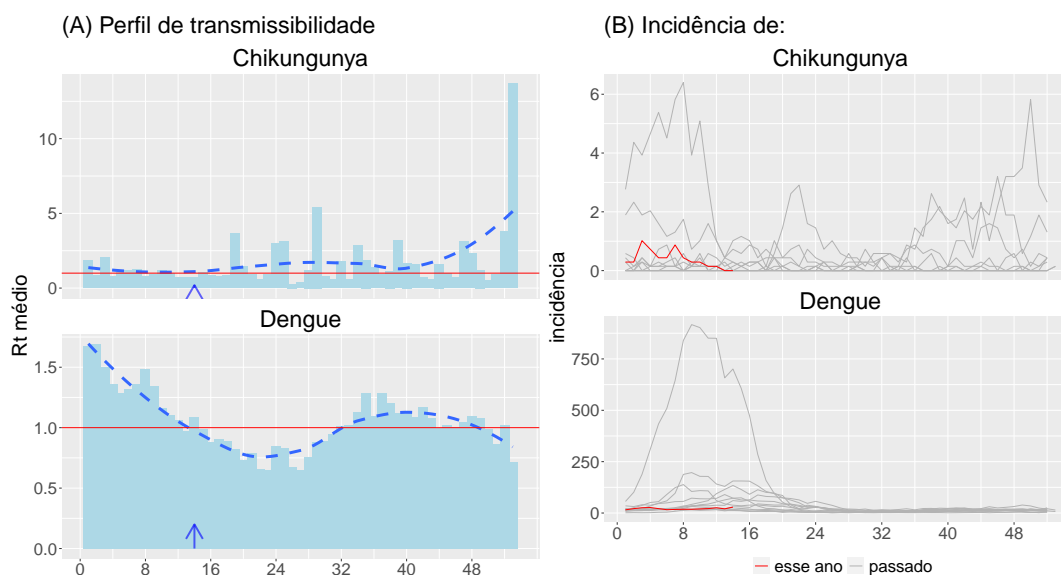 (A) Perfil de transmissibilidade
Chikungunya
10
5
0
Dengue
1.5
1.0
0.5
0.0
0 8 16 24 32 40 48
Rt médio
(B) Incidência de:
Chikungunya
6
4
2
0
Dengue
750
500
250
0
0 8 16 24 32 40 48
incidência
esse ano passado